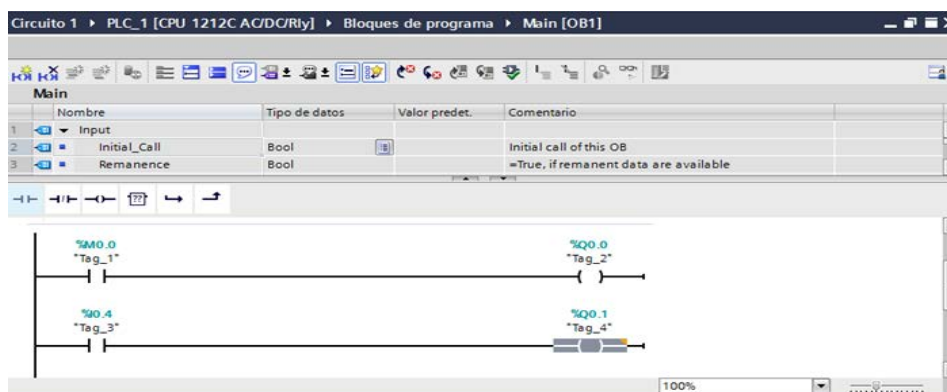 Circuito 1 ▸ PLC_1 [CPU 1212C AC/DC/Rly] ▸ Bloques de programa ▸ Main [OB1]
Main
Nombre Tipo de datos Valor predet. Comentario
1 Input
2 Initial_Call Bool Initial call of this OB
3 Remanence Bool =True, if remanent data are available
%M0.0 %Q0.0
"Tag_1" "Tag_2"
%I0.4 %Q0.1
"Tag_3" "Tag_4"
100%